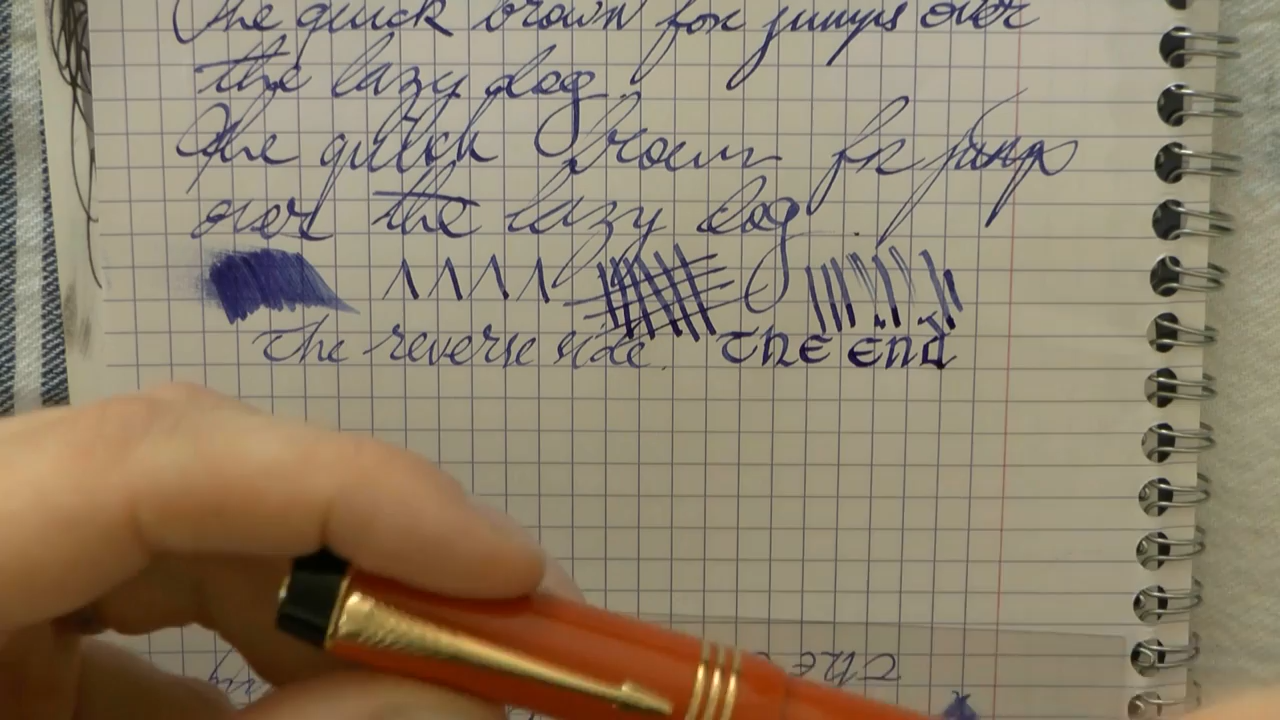 The quick brown fox jumps over
the lazy dog.
The quick brown fox jumps
over the lazy dog.
The reverse side. The end
The